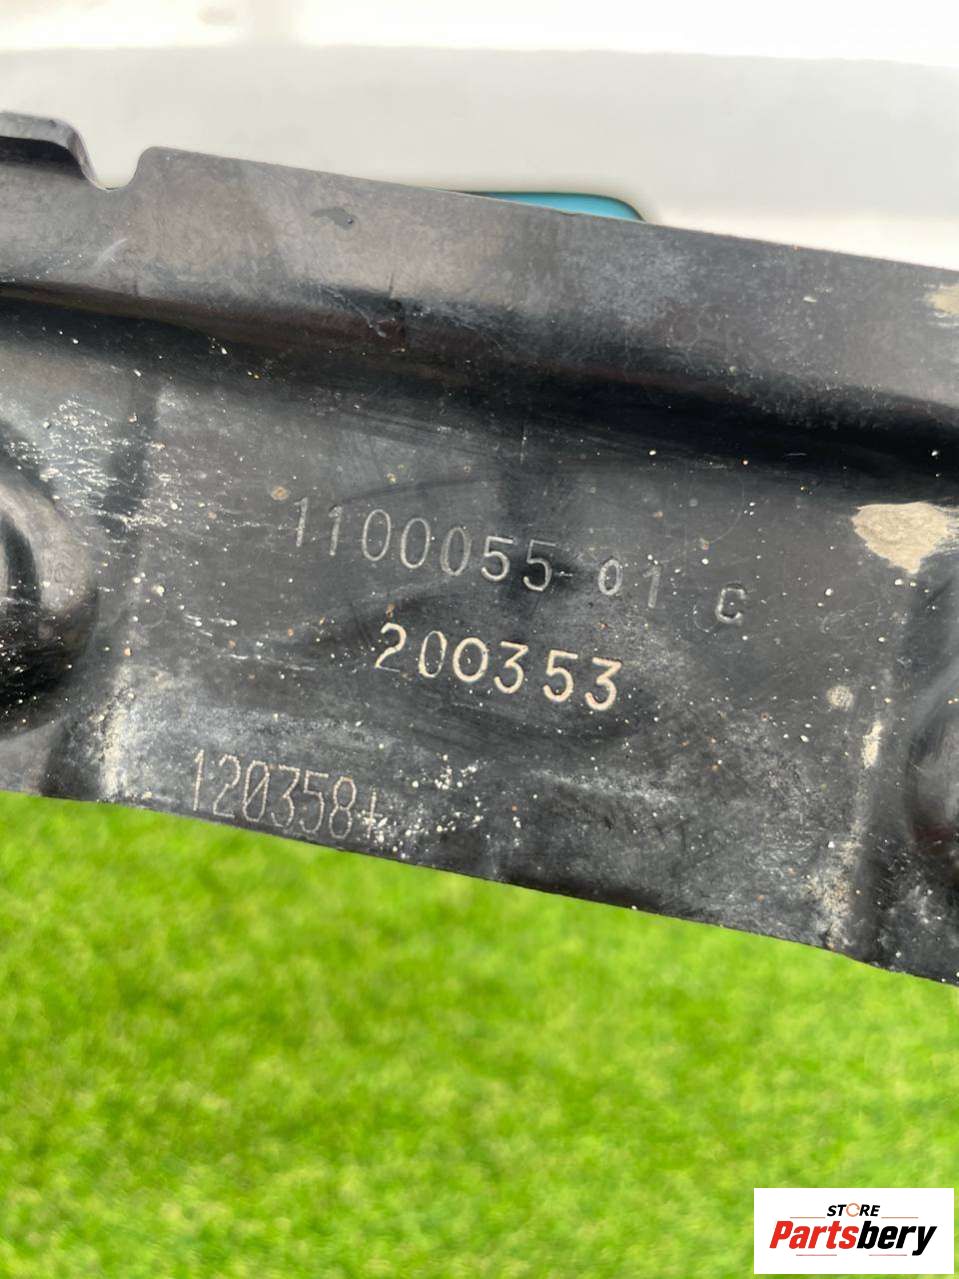 1100055-01 C
200353
120358+
STORE
Partsbery